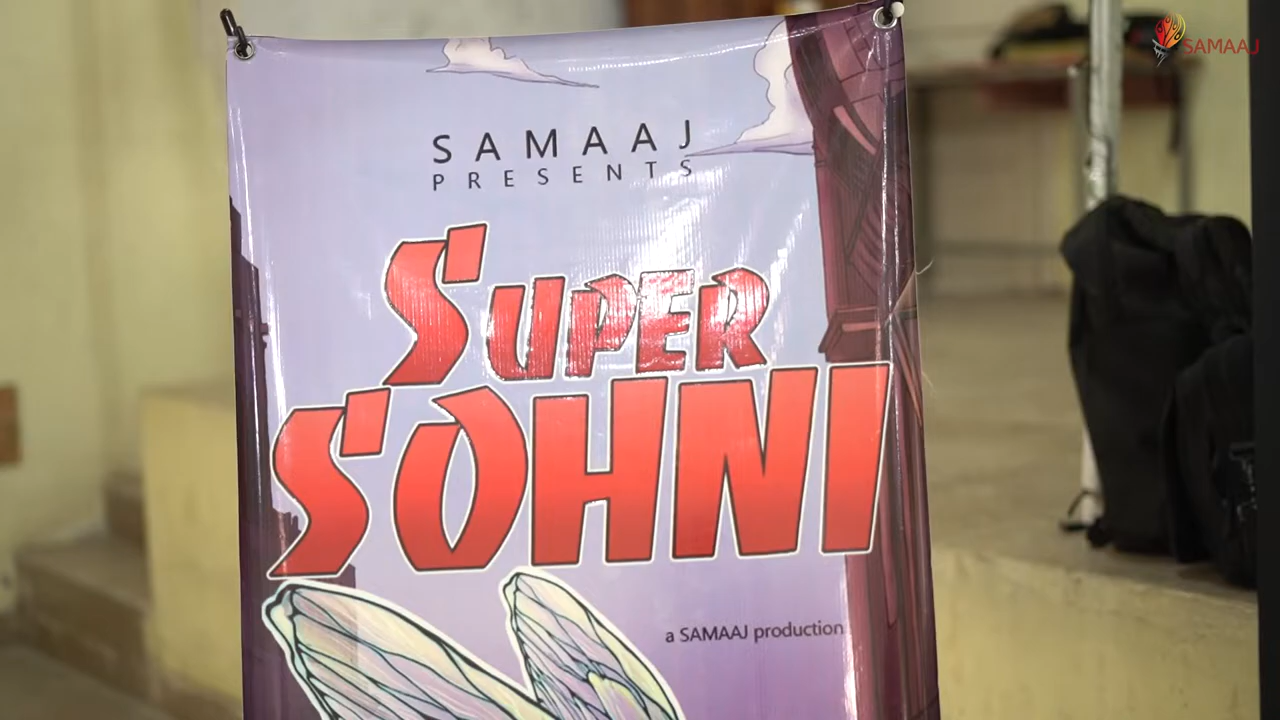 SAMAAJ
SAMAAJ
PRESENTS
SUPER
SOHNI
a SAMAAJ production